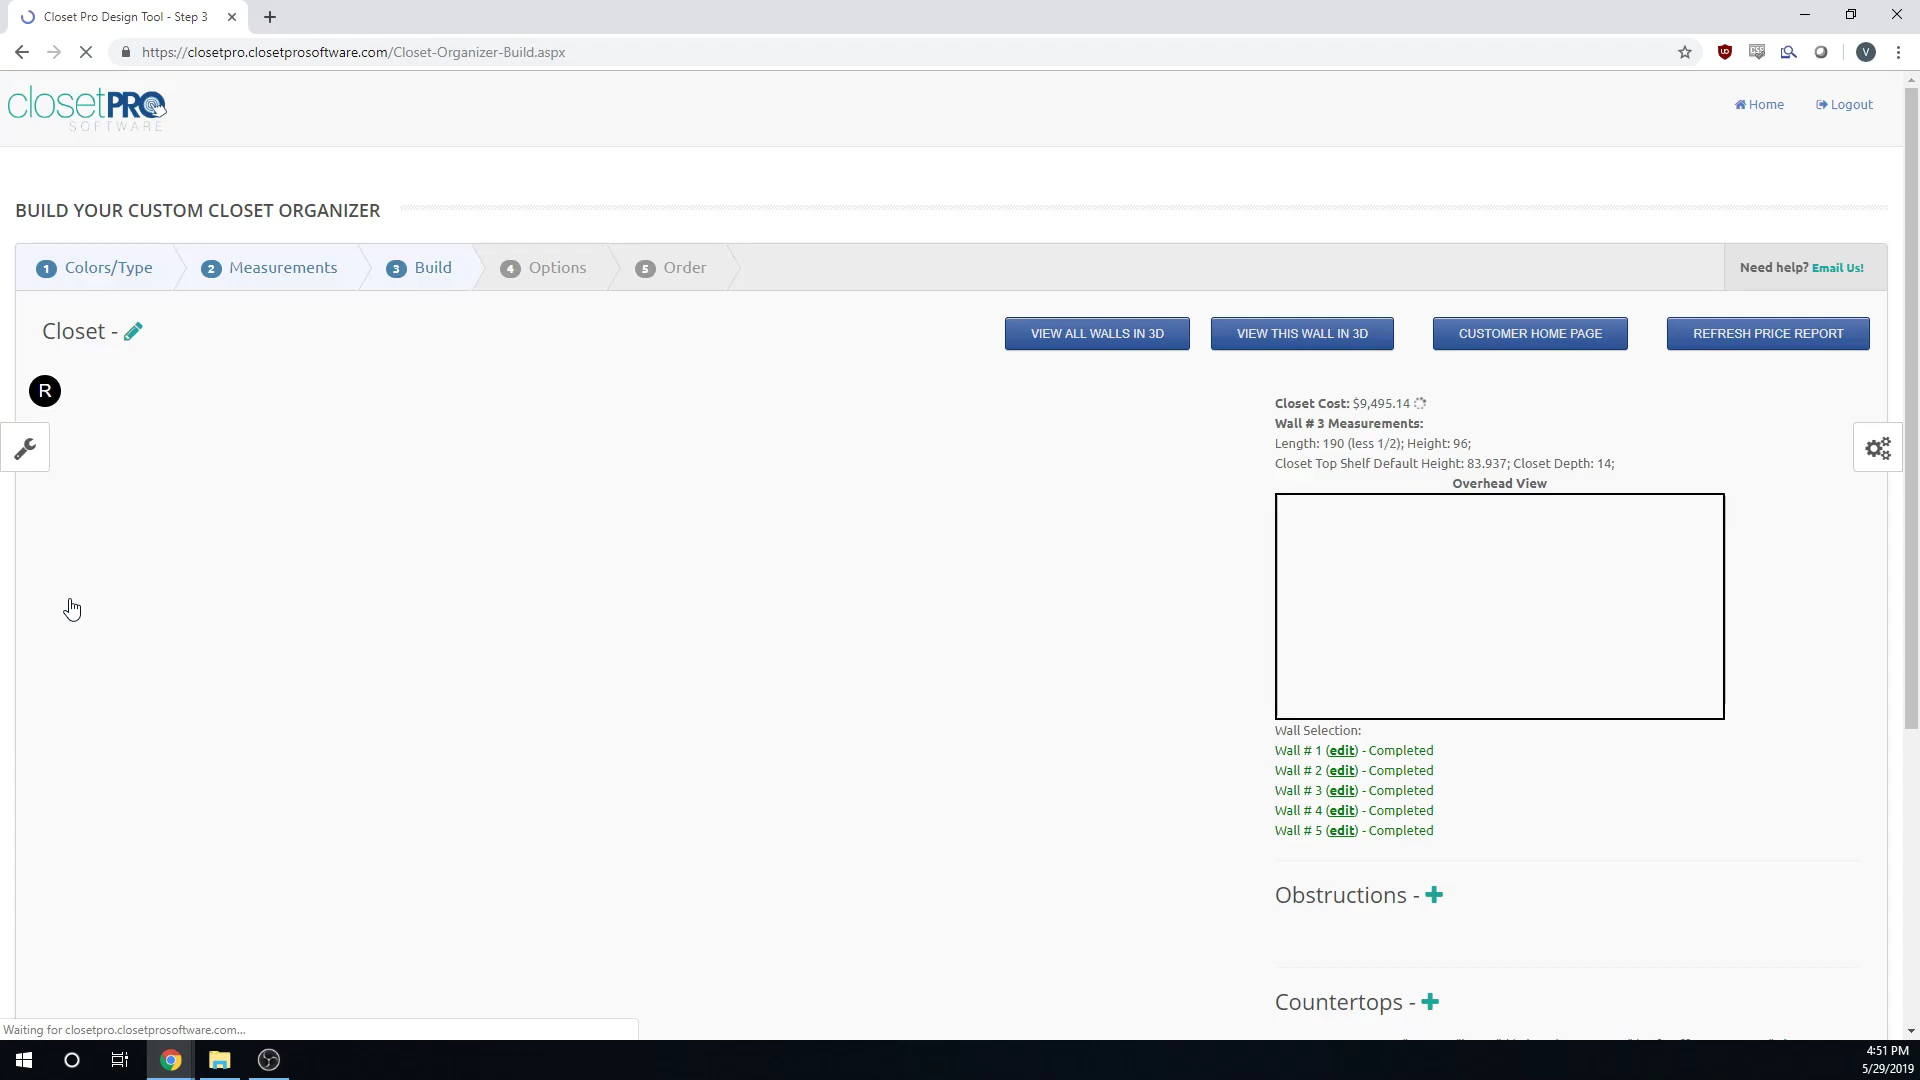 Closet Pro Design Tool - Step 3
https://closetpro.closetprosoftware.com/Closet-Organizer-Build.aspx
V
closetPRO
SOFTWARE
Home
Logout
BUILD YOUR CUSTOM CLOSET ORGANIZER
1 Colors/Type
2 Measurements
3 Build
4 Options
5 Order
Need help? Email Us!
Closet -
VIEW ALL WALLS IN 3D
VIEW THIS WALL IN 3D
CUSTOMER HOME PAGE
REFRESH PRICE REPORT
R
Closet Cost: $9,495.14
Wall # 3 Measurements:
Length: 190 (less 1/2); Height: 96;
Closet Top Shelf Default Height: 83.937; Closet Depth: 14;
Overhead View
Wall Selection:
Wall # 1 (edit) - Completed
Wall # 2 (edit) - Completed
Wall # 3 (edit) - Completed
Wall # 4 (edit) - Completed
Wall # 5 (edit) - Completed
Obstructions -
Countertops -
Waiting for closetpro.closetprosoftware.com...
4:51 PM
5/29/2019